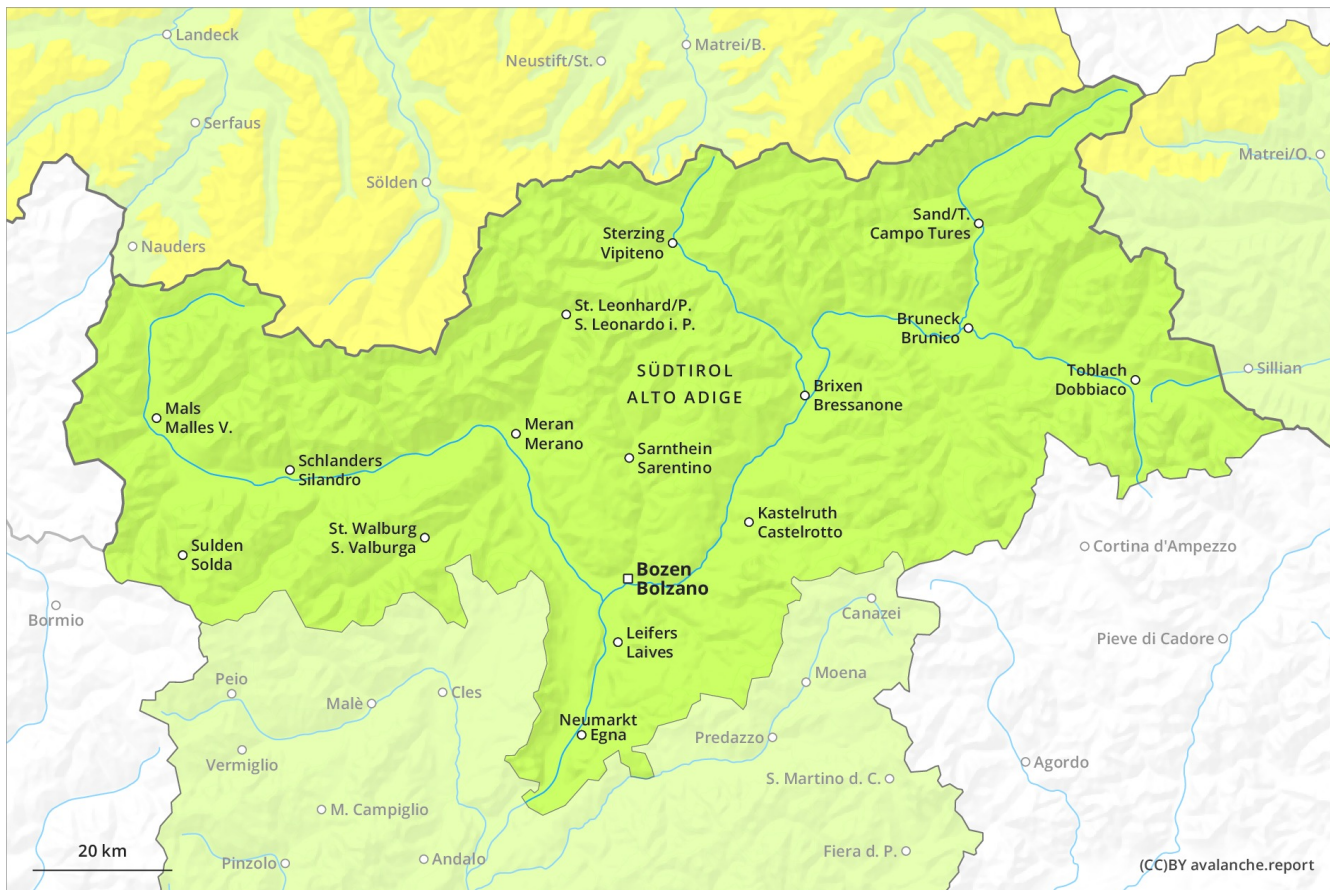 Landeck
Matrei/B.
Neustift/St.
Serfaus
Matrei/O.
Sölden
Sand/T.
Campo Tures
Sterzing
Vipiteno
Nauders
St. Leonhard/P.
S. Leonardo i. P.
Bruneck
Brunico
SÜDTIROL
ALTO ADIGE
Toblach
Dobbiaco
Sillian
Brixen
Bressanone
Mals
Malles V.
Meran
Merano
Sarnthein
Sarentino
Schlanders
Silandro
Kastelruth
Castelrotto
St. Walburg
S. Valburga
Sulden
Solda
Cortina d'Ampezzo
Bozen
Bolzano
Bormio
Canazei
Leifers
Laives
Pieve di Cadore
Peio
Moena
Malè
Cles
Neumarkt
Egna
Predazzo
Vermiglio
Agordo
S. Martino d. C.
M. Campiglio
20 km
Pinzolo
Andalo
Fiera d. P.
(CC)BY avalanche.report